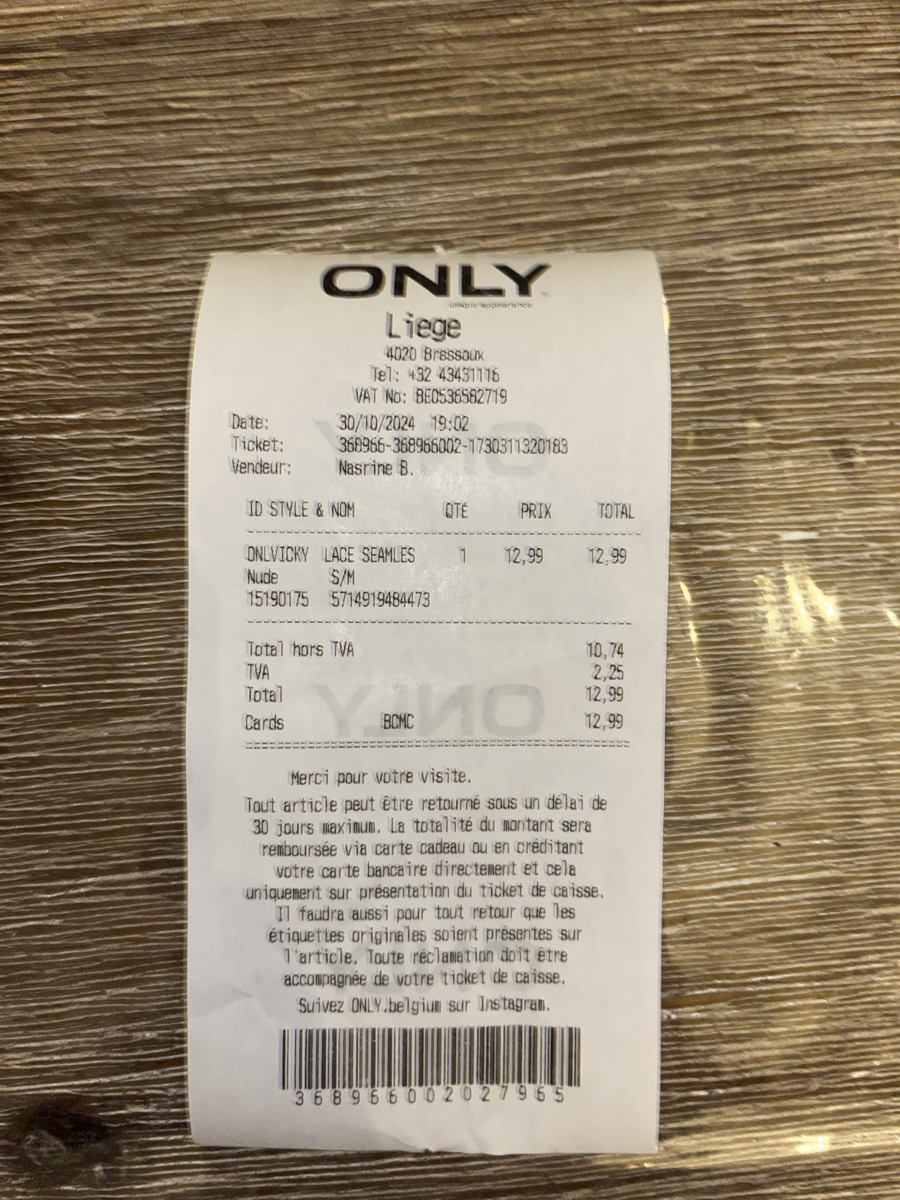 ONLY
unique appearance
Liege
4020 Bressoux
Tel: +32 43431116
VAT No: BE0536582719
Date: 30/10/2024 19:02
Ticket: 368966-368966002-1730311320183
Vendeur: Nasrine B.
ID STYLE & NOM QTÉ PRIX TOTAL
ONLVICKY LACE SEAMLES 1 12,99 12,99
Nude S/M
15190175 5714919484473
Total hors TVA 10,74
TVA 2,25
Total 12,99
Cards BCMC 12,99
Merci pour votre visite.
Tout article peut être retourné sous un délai de
30 jours maximum. La totalité du montant sera
remboursée via carte cadeau ou en créditant
votre carte bancaire directement et cela
uniquement sur présentation du ticket de caisse.
Il faudra aussi pour tout retour que les
étiquettes originales soient présentes sur
l'article. Toute réclamation doit être
accompagnée de votre ticket de caisse.
Suivez ONLY.belgium sur Instagram.
368966002027965